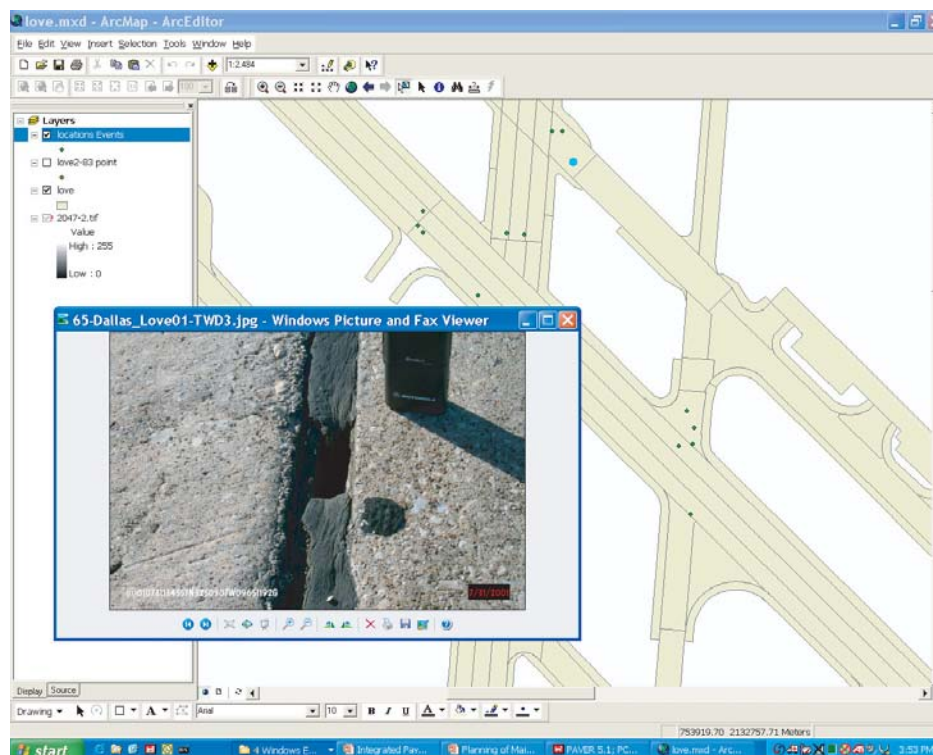 love.mxd - ArcMap - ArcEditor
File Edit View Insert Selection Tools Window Help
1:2,484
100
Layers
locations Events
love2-83 point
love
2047-2.tif
Value
High : 255
Low : 0
65-Dallas_Love01-TWD3.jpg - Windows Picture and Fax Viewer
MOTOROLA
7/31/2001
Display Source
Drawing A Arial 10 B I U A
753919.70 2132757.71 Meters
start 4 Windows E... Integrated Pav... Planning of Mai... PAVER 5.1; PC... love.mxd - Arc... 3:53 PM